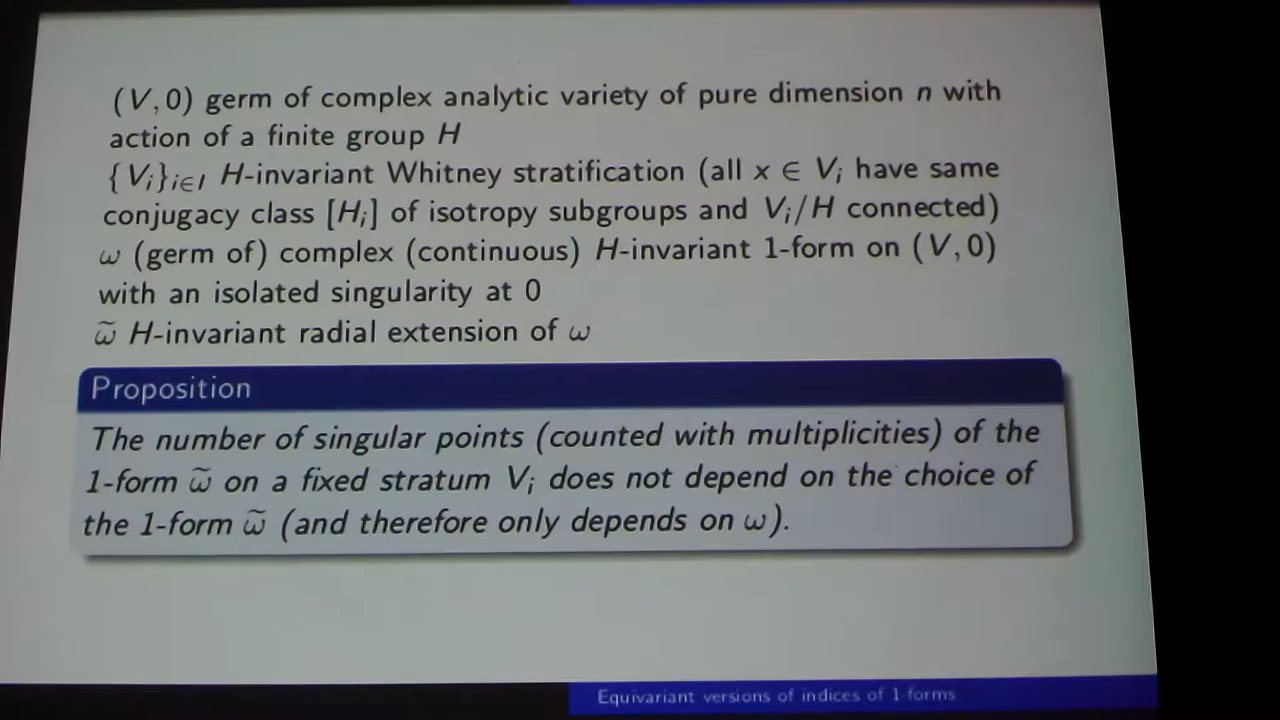 (V, 0) germ of complex analytic variety of pure dimension n with
action of a finite group H
{V_i}_{i∈I} H-invariant Whitney stratification (all x ∈ V_i have same
conjugacy class [H_i] of isotropy subgroups and V_i/H connected)
ω (germ of) complex (continuous) H-invariant 1-form on (V, 0)
with an isolated singularity at 0
ω̃ H-invariant radial extension of ω
Proposition
The number of singular points (counted with multiplicities) of the
1-form ω̃ on a fixed stratum V_i does not depend on the choice of
the 1-form ω̃ (and therefore only depends on ω).
Equivariant versions of indices of 1-forms